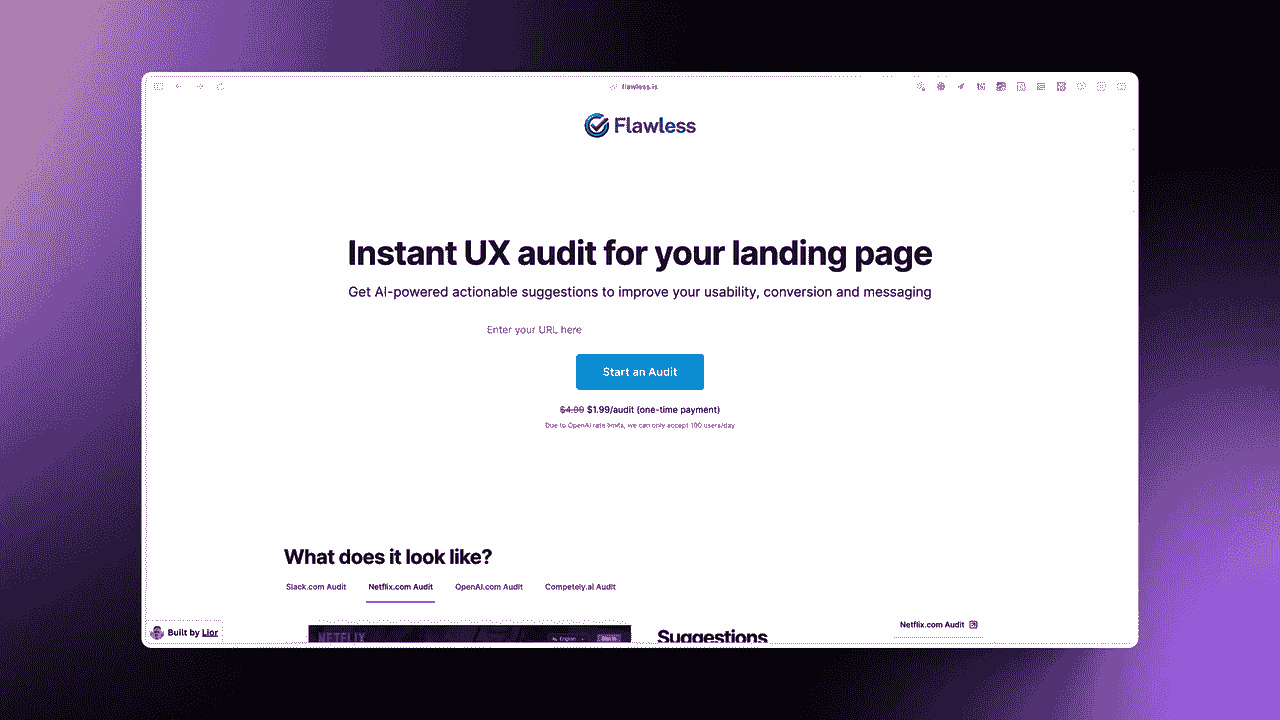 flawless.is
Flawless
Instant UX audit for your landing page
Get AI-powered actionable suggestions to improve your usability, conversion and messaging
Enter your URL here
Start an Audit
$4.99 $1.99/audit (one-time payment)
Due to OpenAI rate limits, we can only accept 100 users/day
What does it look like?
Slack.com Audit Netflix.com Audit OpenAI.com Audit Competely.ai Audit
Netflix.com Audit
Built by Lior
NETFLIX English Sign In
Suggestions